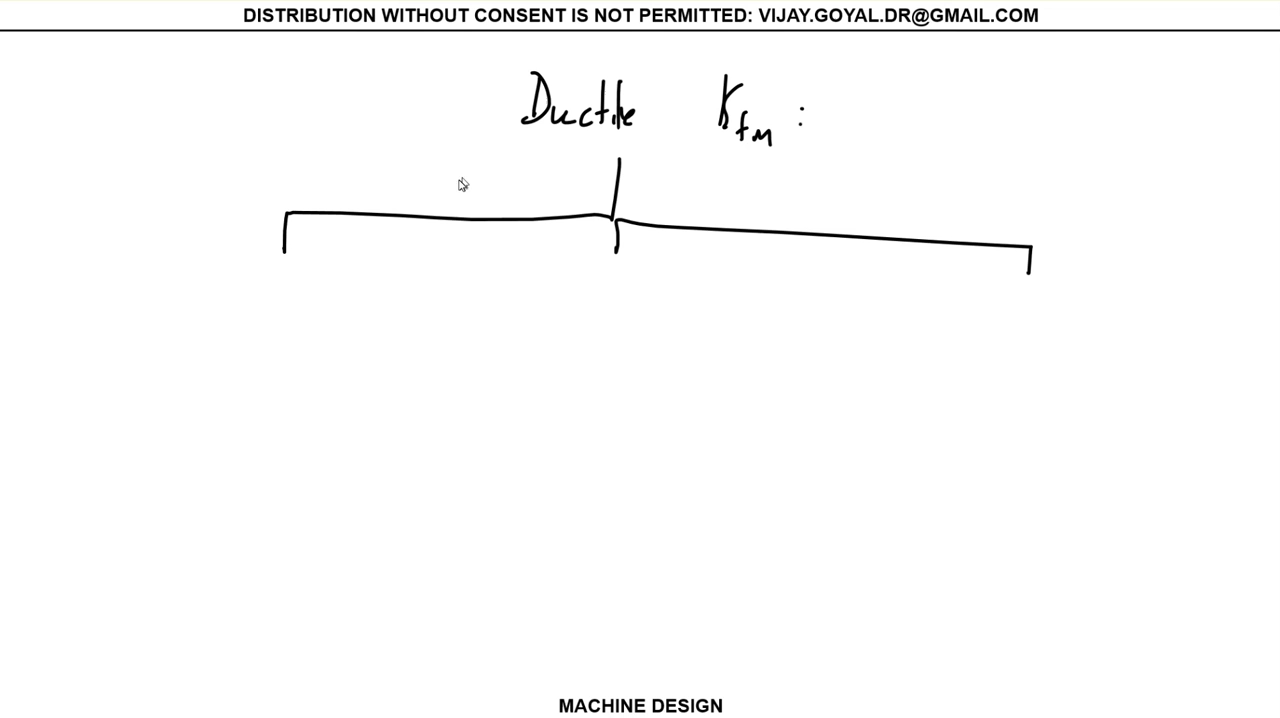 DISTRIBUTION WITHOUT CONSENT IS NOT PERMITTED: VIJAY.GOYAL.DR@GMAIL.COM
Ductile Kfm :
MACHINE DESIGN